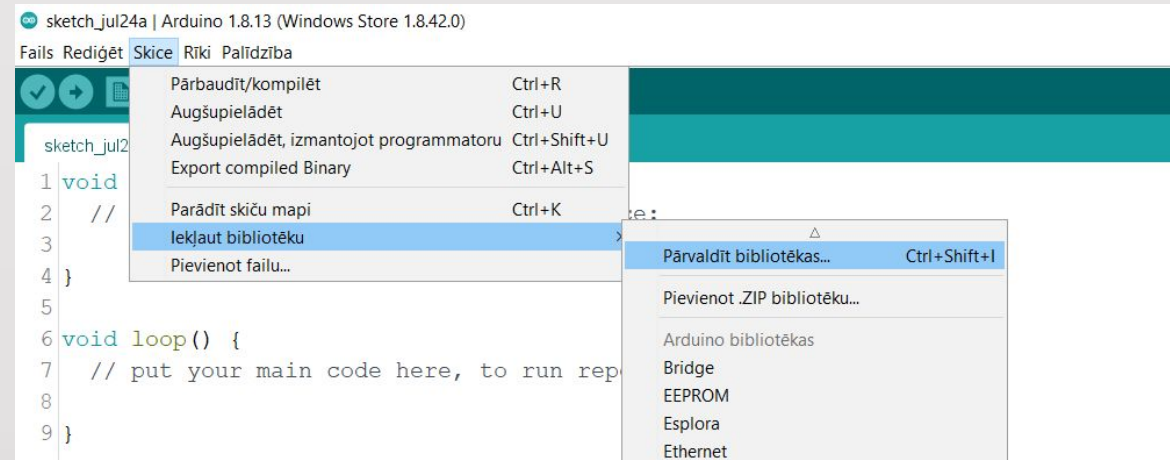 sketch_jul24a | Arduino 1.8.13 (Windows Store 1.8.42.0)
Fails Rediģēt Skice Rīki Palīdzība
Pārbaudīt/kompilēt Ctrl+R
Augšupielādēt Ctrl+U
Augšupielādēt, izmantojot programmatoru Ctrl+Shift+U
Export compiled Binary Ctrl+Alt+S
Parādīt skiču mapi Ctrl+K
Iekļaut bibliotēku
Pievienot failu...
Pārvaldīt bibliotēkas... Ctrl+Shift+I
Pievienot .ZIP bibliotēku...
Arduino bibliotēkas
Bridge
EEPROM
Esplora
Ethernet
sketch_jul2
1 void
2 //
3
4 }
5
6 void loop() {
7 // put your main code here, to run
8
9 }